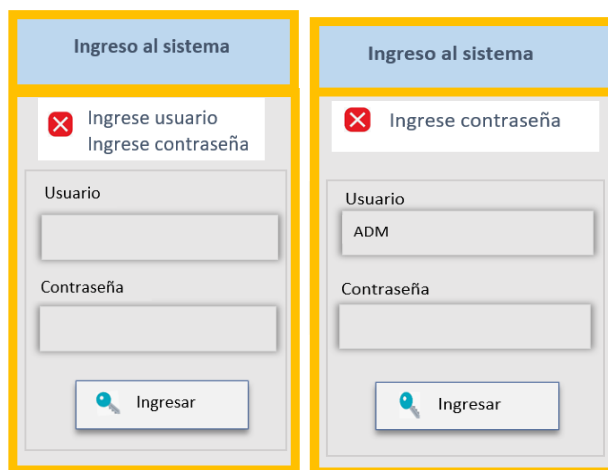 Ingreso al sistema
Ingrese usuario
Ingrese contraseña
Usuario
Contraseña
Ingresar
Ingreso al sistema
Ingrese contraseña
Usuario
ADM
Contraseña
Ingresar